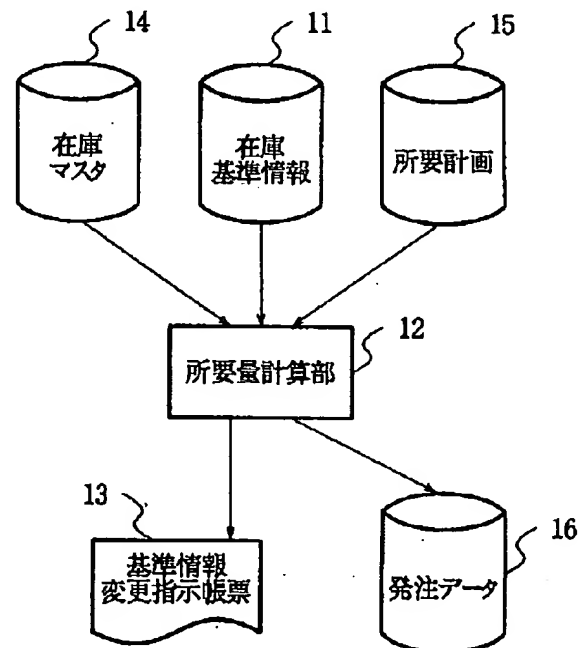 14
11
15
在庫
マスタ
在庫
基準情報
所要計画
12
所要量計算部
13
基準情報
変更指示帳票
16
発注データ